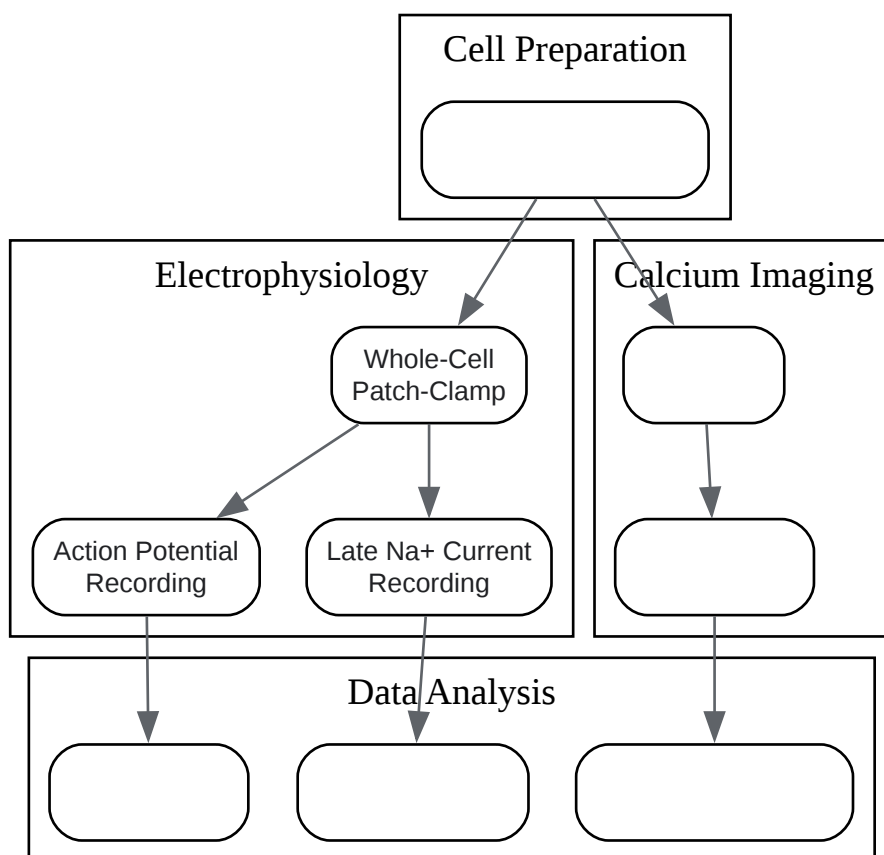 Cell Preparation
Electrophysiology
Calcium Imaging
Whole-Cell
Patch-Clamp
Action Potential
Recording
Late Na+ Current
Recording
Data Analysis